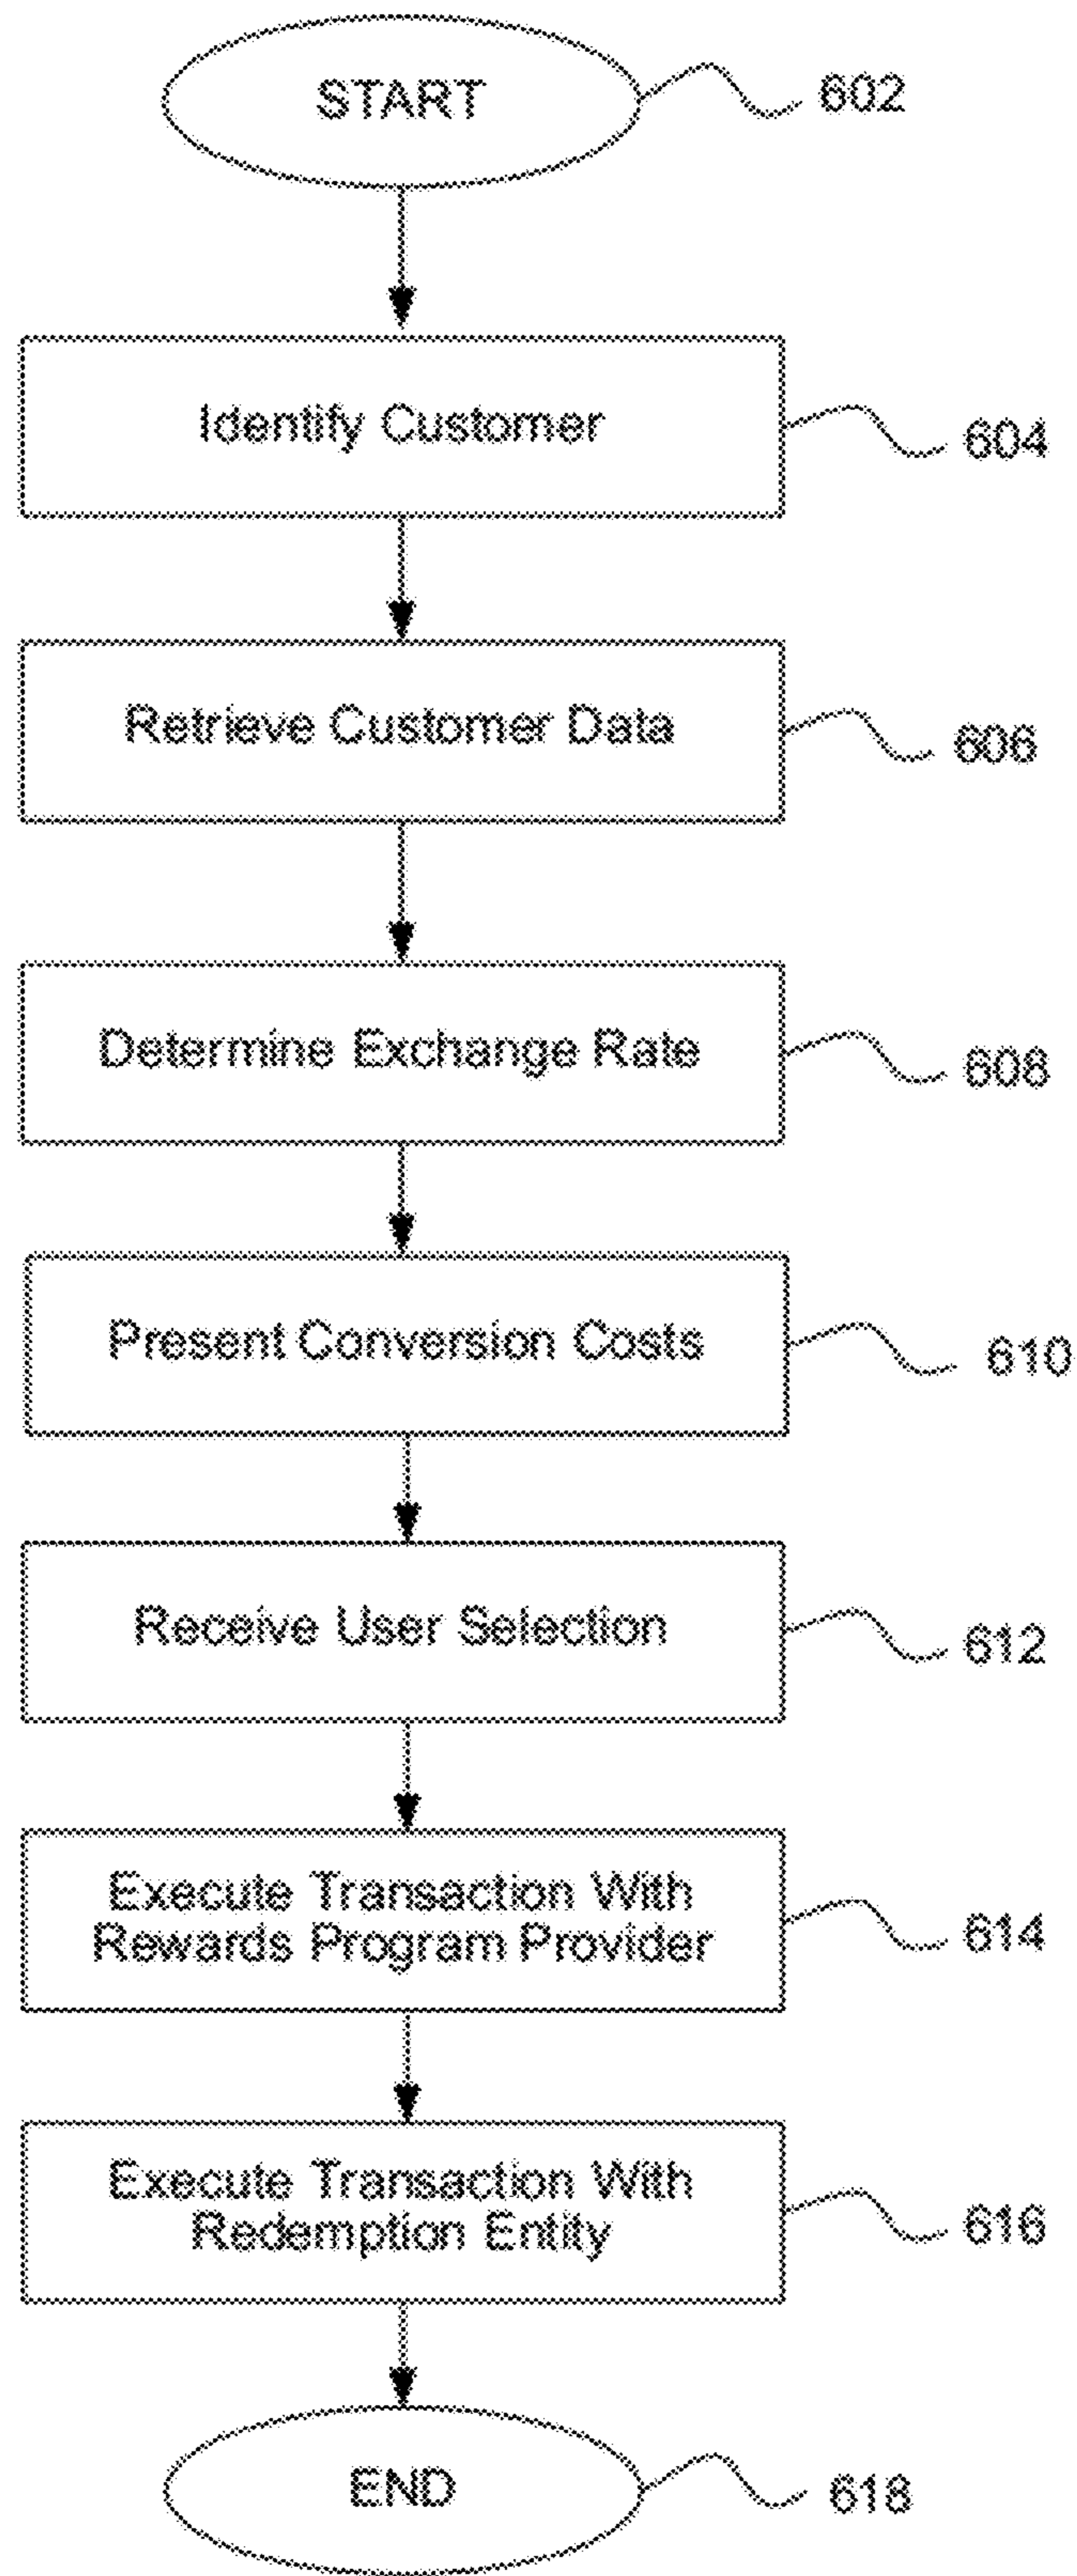 START
602
Identify Customer
604
Retrieve Customer Data
606
Determine Exchange Rate
608
Present Conversion Costs
610
Receive User Selection
612
Execute Transaction With
Rewards Program Provider
614
Execute Transaction With
Redemption Entity
616
END
618